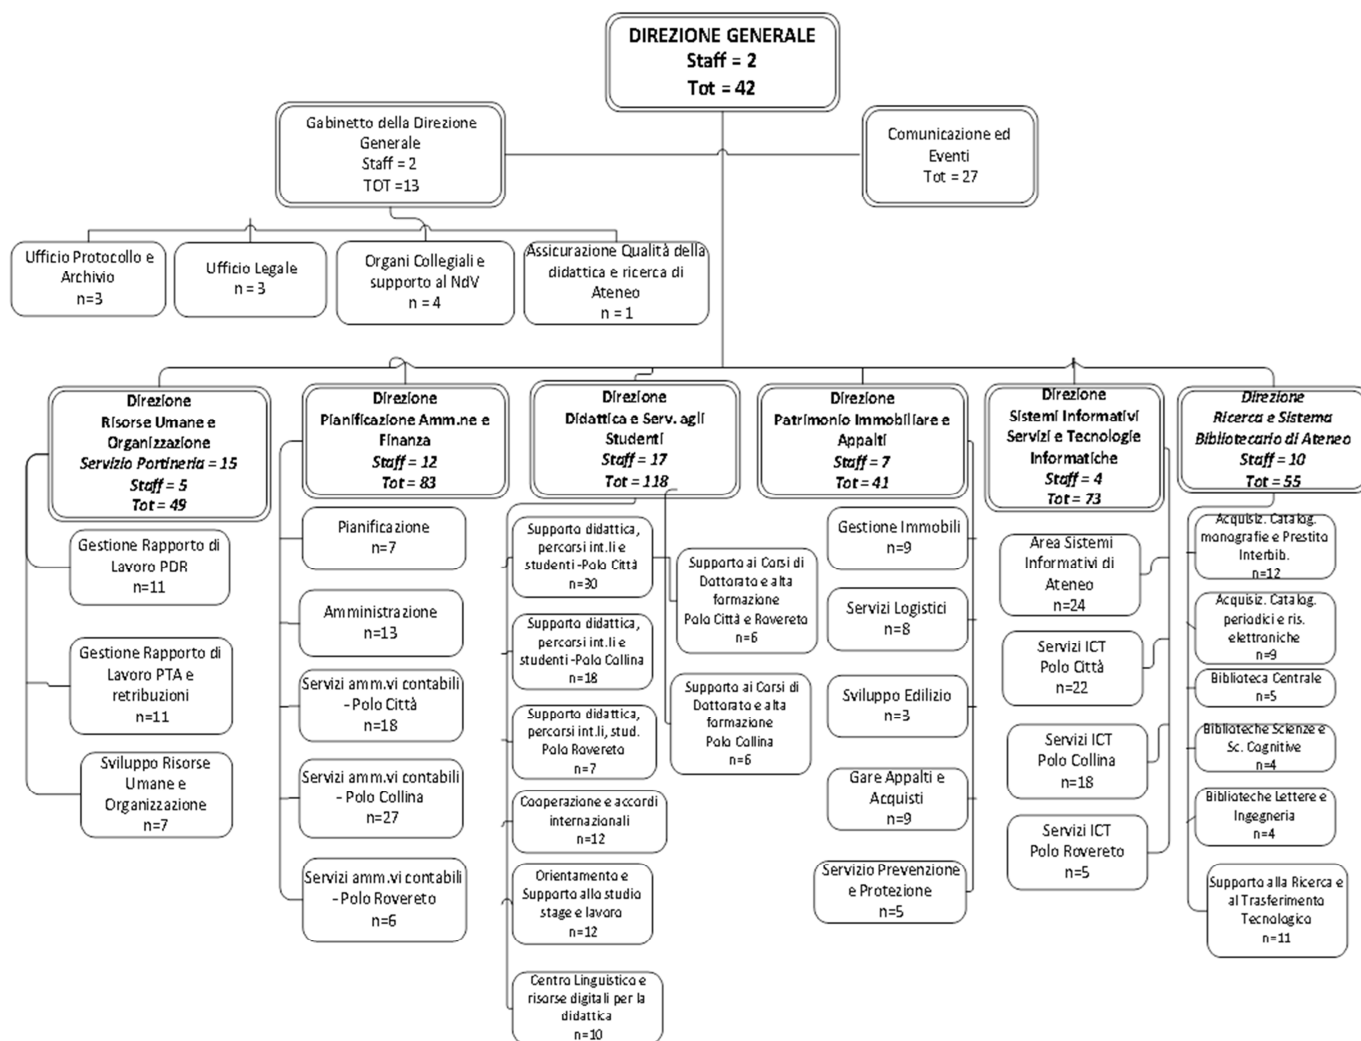 DIREZIONE GENERALE
Staff = 2
Tot = 42
Gabinetto della Direzione
Generale
Staff = 2
TOT =13
Comunicazione ed
Eventi
Tot = 27
Ufficio Protocollo e
Archivio
n=3
Ufficio Legale
n = 3
Organi Collegiali e
supporto al NdV
n = 4
Assicurazione Qualità della
didattica e ricerca di
Ateneo
n = 1
Direzione
Risorse Umane e
Organizzazione
Servizio Portineria = 15
Staff = 5
Tot = 49
Gestione Rapporto di
Lavoro PDR
n=11
Gestione Rapporto di
Lavoro PTA e
retribuzioni
n=11
Sviluppo Risorse
Umane e
Organizzazione
n=7
Direzione
Pianificazione Amm.ne e
Finanza
Staff = 12
Tot = 83
Pianificazione
n=7
Amministrazione
n=13
Servizi amm.vi contabili
- Polo Città
n=18
Servizi amm.vi contabili
- Polo Collina
n=27
Servizi amm.vi contabili
- Polo Rovereto
n=6
Direzione
Didattica e Serv. agli
Studenti
Staff = 17
Tot = 118
Supporto didattica,
percorsi int.li e
studenti -Polo Città
n=30
Supporto didattica,
percorsi int.li e
studenti -Polo Collina
n=18
Supporto didattica,
percorsi int.li, stud.
Polo Rovereto
n=7
Cooperazione e accordi
internazionali
n=12
Orientamento e
Supporto allo studio
stage e lavoro
n=12
Centro Linguistico e
risorse digitali per la
didattica
n=10
Supporto ai Corsi di
Dottorato e alta
formazione
Polo Città e Rovereto
n=6
Supporto ai Corsi di
Dottorato e alta
formazione
Polo Collina
n=6
Direzione
Patrimonio Immobiliare e
Appalti
Staff = 7
Tot = 41
Gestione Immobili
n=9
Servizi Logistici
n=8
Sviluppo Edilizio
n=3
Gare Appalti e
Acquisti
n=9
Servizio Prevenzione
e Protezione
n=5
Direzione
Sistemi Informativi
Servizi e Tecnologie
Informatiche
Staff = 4
Tot = 73
Area Sistemi
Informativi di
Ateneo
n=24
Servizi ICT
Polo Città
n=22
Servizi ICT
Polo Collina
n=18
Servizi ICT
Polo Rovereto
n=5
Direzione
Ricerca e Sistema
Bibliotecario di Ateneo
Staff = 10
Tot = 55
Acquisiz. Catalog.
monografie e Prestito
Interbib.
n=12
Acquisiz. Catalog.
periodici e ris.
elettroniche
n=9
Biblioteca Centrale
n=5
Biblioteche Scienze e
Sc. Cognitive
n=4
Biblioteche Lettere e
Ingegneria
n=4
Supporto alla Ricerca e
al Trasferimento
Tecnologico
n=11